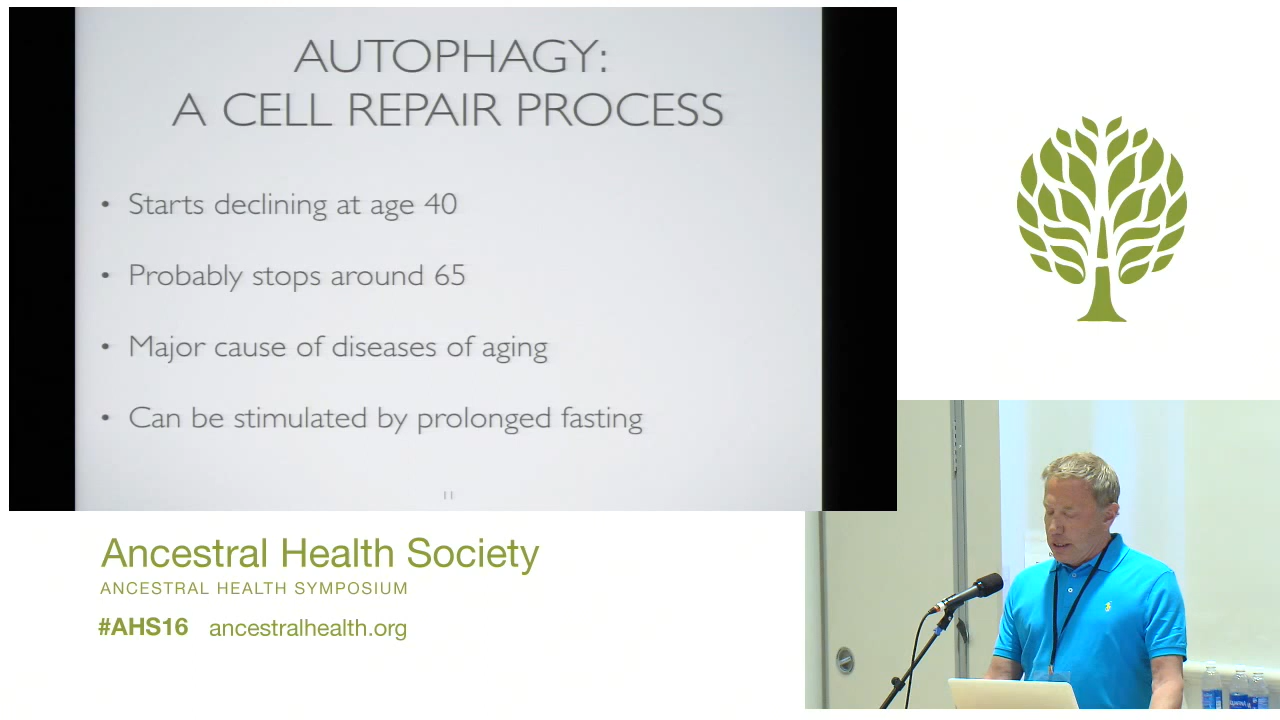 AUTOPHAGY:
A CELL REPAIR PROCESS
• Starts declining at age 40
• Probably stops around 65
• Major cause of diseases of aging
• Can be stimulated by prolonged fasting
11
Ancestral Health Society
ANCESTRAL HEALTH SYMPOSIUM
#AHS16 ancestralhealth.org